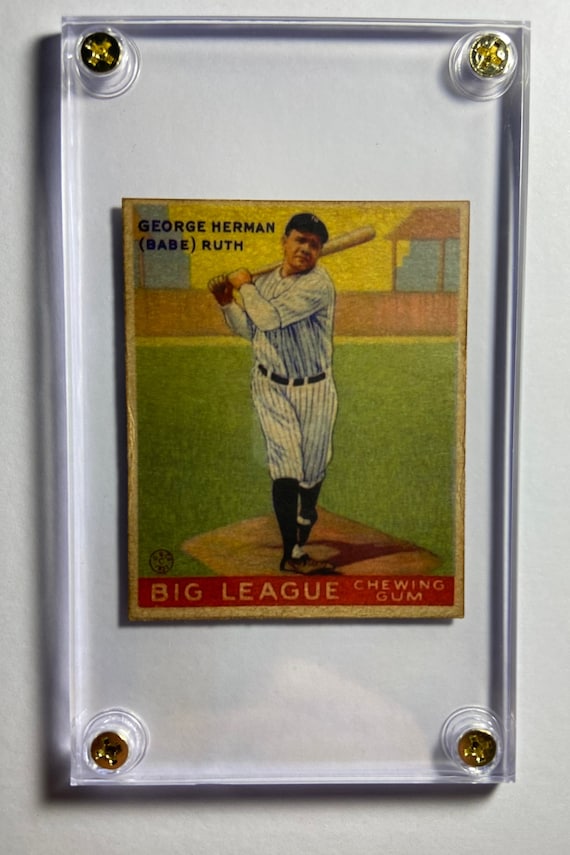 GEORGE HERMAN
(BABE) RUTH
BIG LEAGUE CHEWING
GUM